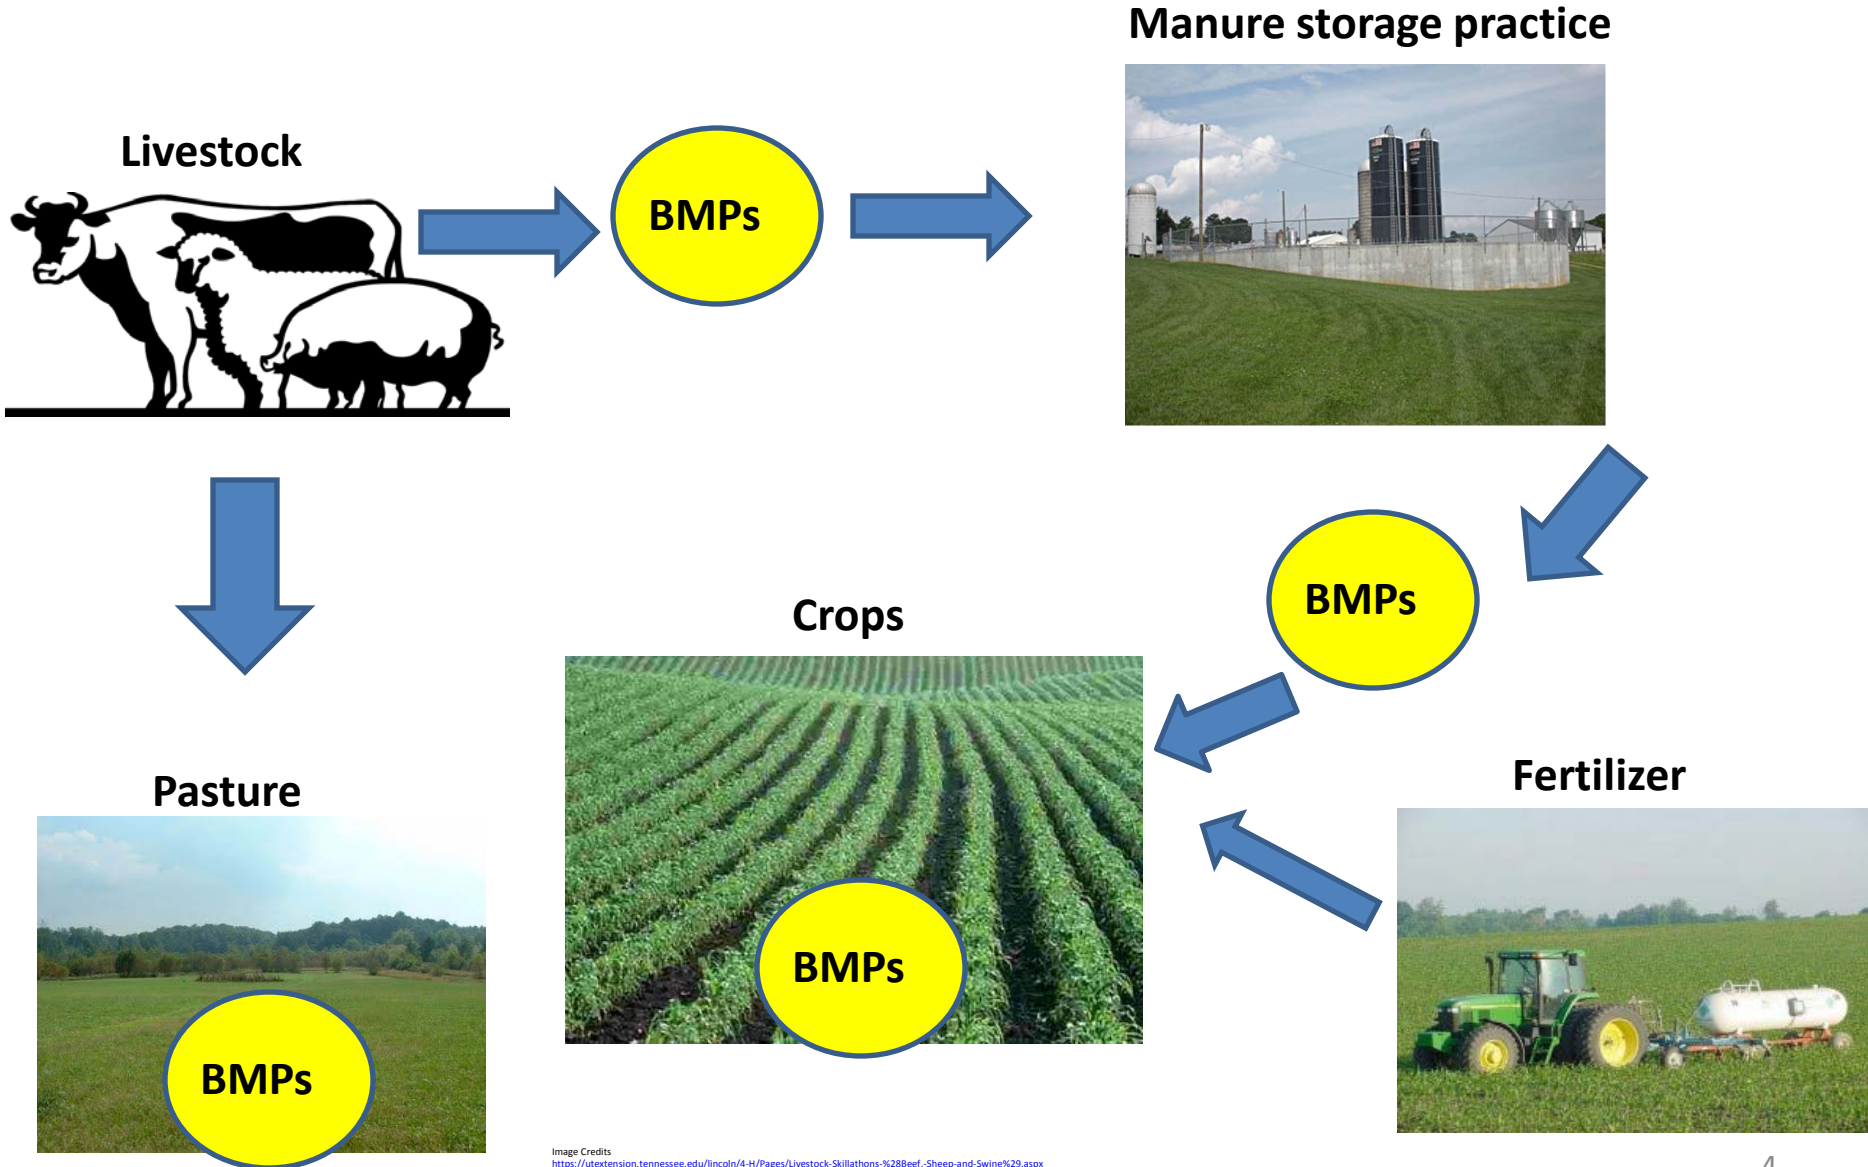 Manure storage practice
Livestock
BMPs
BMPs
Crops
Pasture
Fertilizer
BMPs
BMPs
Image Credits
https://utextension.tennessee.edu/lincoln/4-H/Pages/Livestock-Skillathons-%28Beef,-Sheep-and-Swine%29.aspx
4